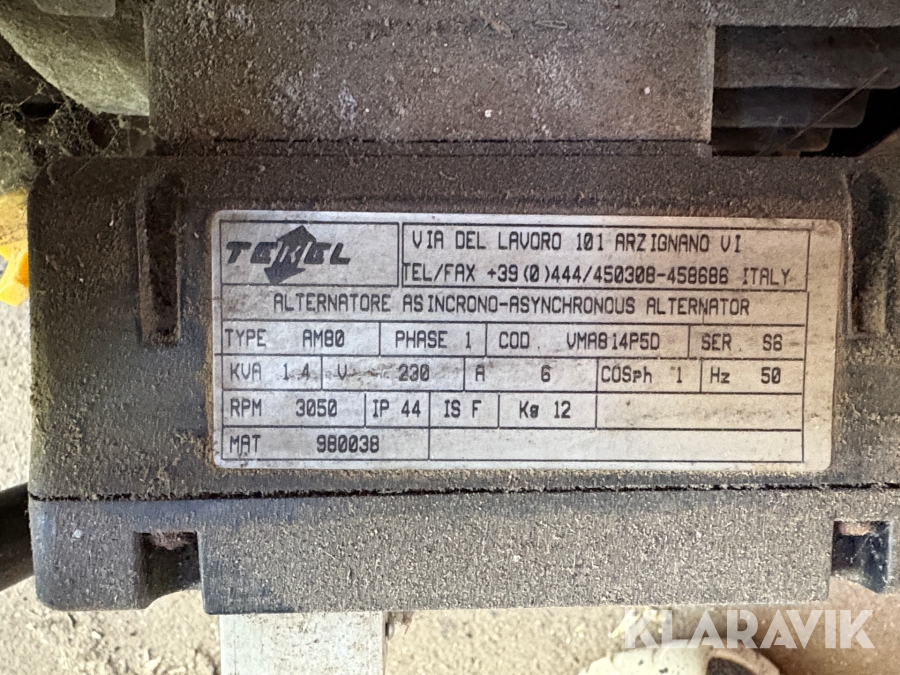 TEKEL
VIA DEL LAVORO 101 ARZIGNANO VI
TEL/FAX +39(0)444/450308-458686 ITALY
ALTERNATORE ASINCRONO-ASYNCHRONOUS ALTERNATOR
TYPE AM80 PHASE 1 COD. VMA814P5D SER. S6
KVA 1.4 V 230 A 6 COSph 1 Hz 50
RPM 3050 IP 44 IS F Kg 12
MAT 980038
KLARAVIK